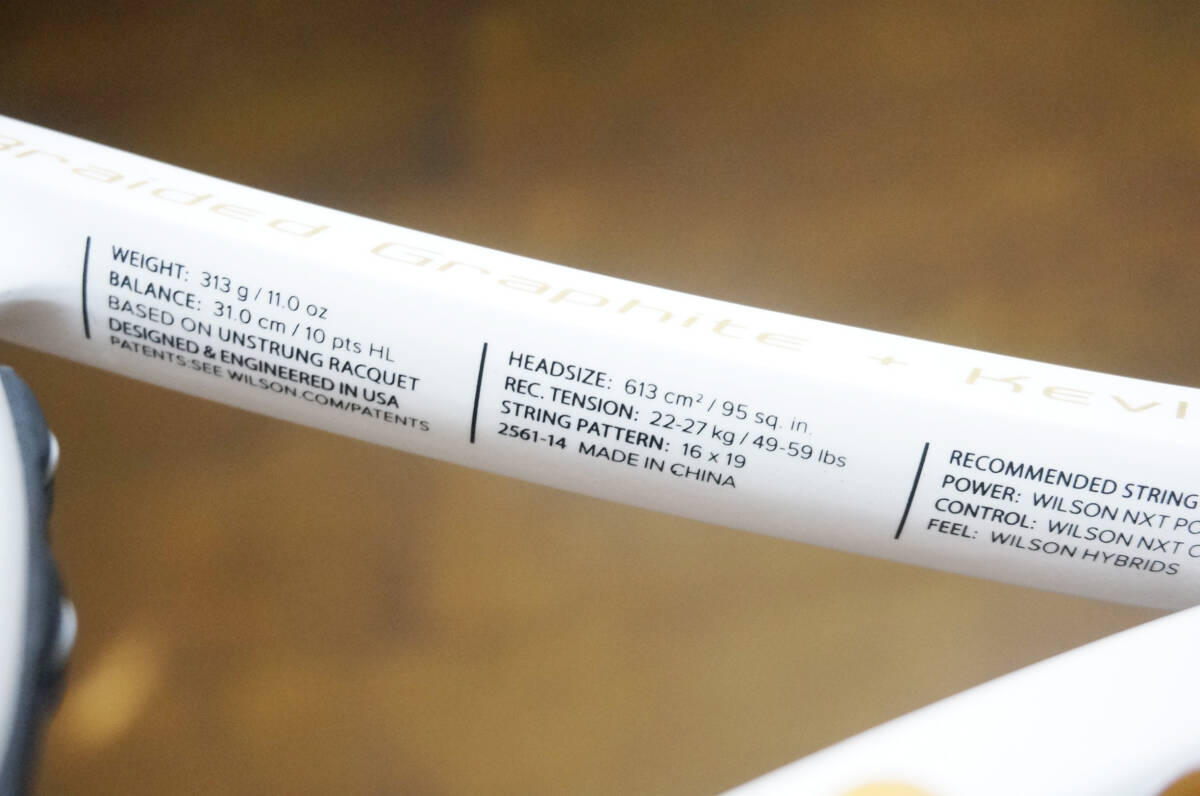 Braided Graphite +
WEIGHT: 313 g / 11.0 oz
BALANCE: 31.0 cm / 10 pts HL
BASED ON UNSTRUNG RACQUET
DESIGNED & ENGINEERED IN USA
PATENTS:SEE WILSON.COM/PATENTS
HEADSIZE: 613 cm² / 95 sq. in.
REC. TENSION: 22-27 kg / 49-59 lbs
STRING PATTERN: 16 x 19
2561-14 MADE IN CHINA
RECOMMENDED STRING
POWER: WILSON NXT
CONTROL: WILSON NXT
FEEL: WILSON HYBRIDS